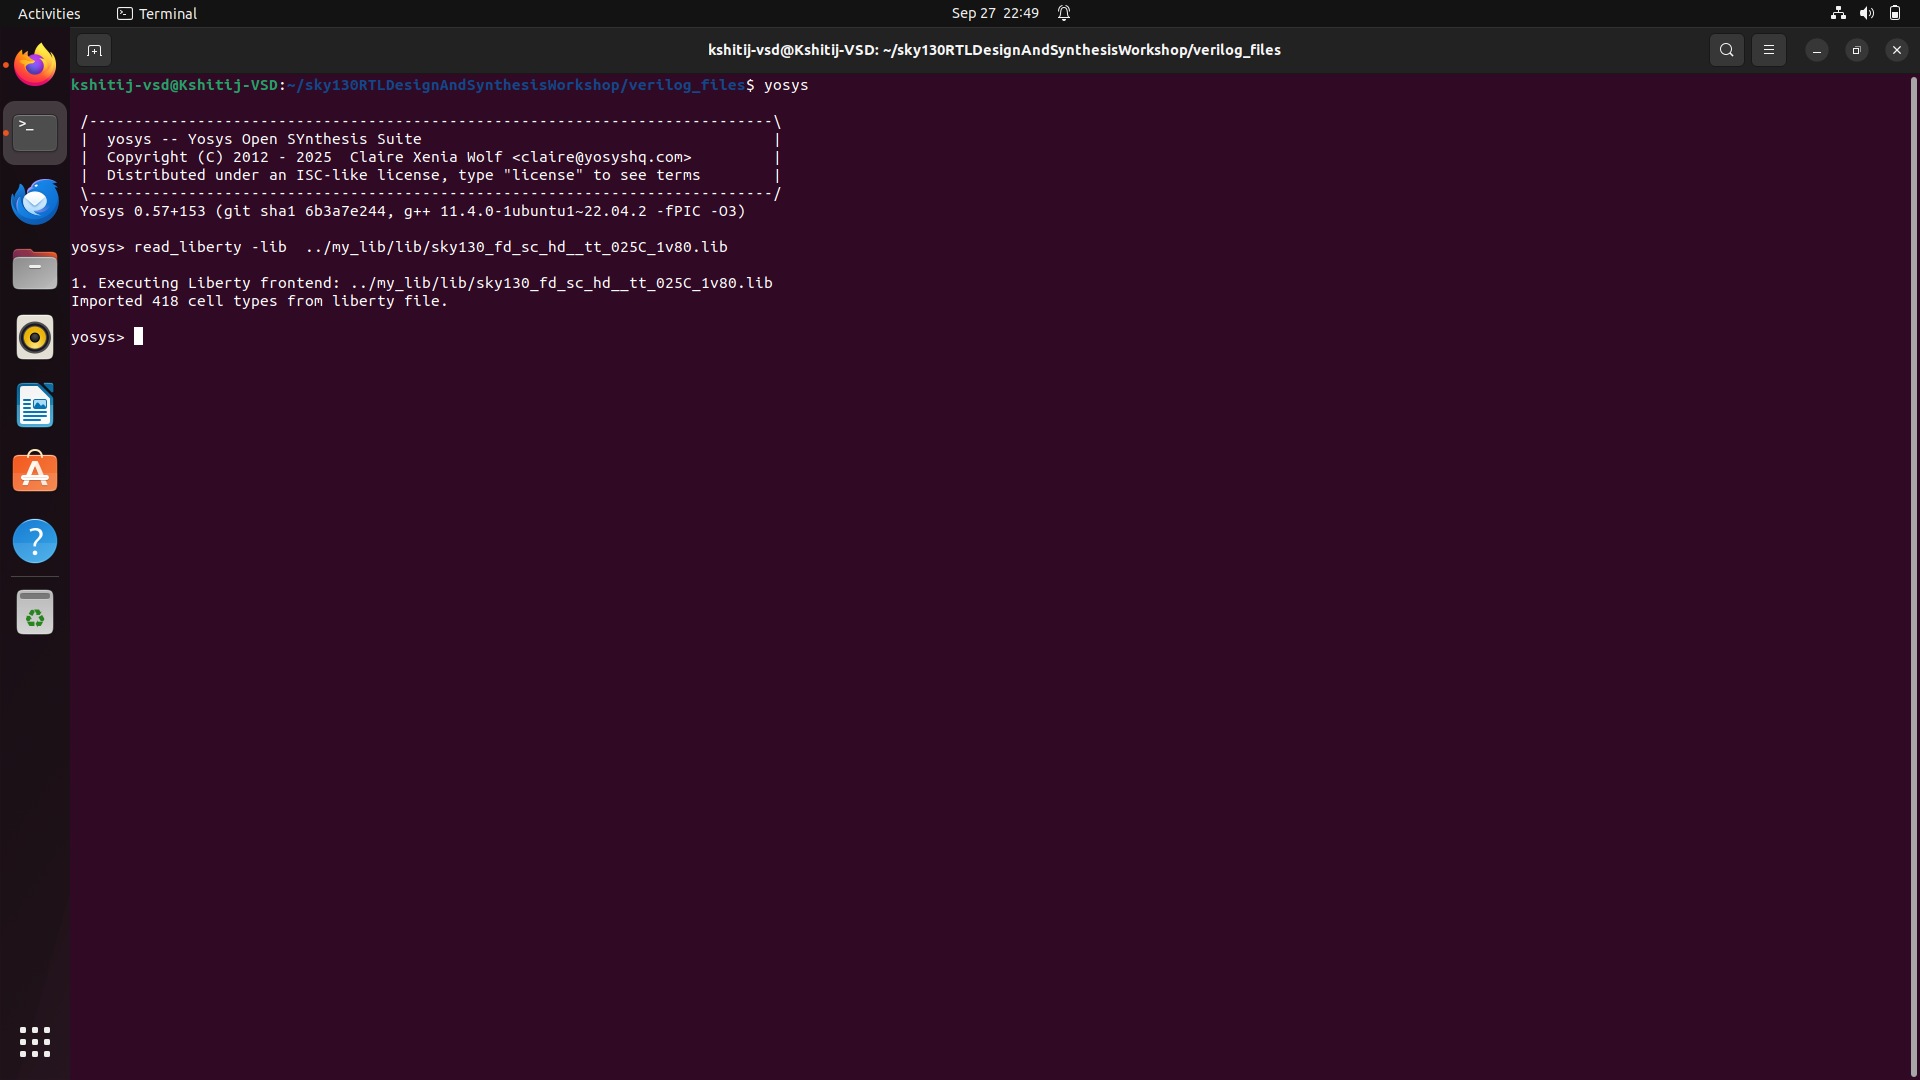 Activities Terminal Sep 27 22:49
kshitij-vsd@Kshitij-VSD: ~/sky130RTLDesignAndSynthesisWorkshop/verilog_files
kshitij-vsd@Kshitij-VSD:~/sky130RTLDesignAndSynthesisWorkshop/verilog_files$ yosys
/----------------------------------------------------------------------------\
| yosys -- Yosys Open SYnthesis Suite |
| Copyright (C) 2012 - 2025 Claire Xenia Wolf <claire@yosyshq.com> |
| Distributed under an ISC-like license, type "license" to see terms |
\----------------------------------------------------------------------------/
Yosys 0.57+153 (git sha1 6b3a7e244, g++ 11.4.0-1ubuntu1~22.04.2 -fPIC -O3)
yosys> read_liberty -lib ../my_lib/lib/sky130_fd_sc_hd__tt_025C_1v80.lib
1. Executing Liberty frontend: ../my_lib/lib/sky130_fd_sc_hd__tt_025C_1v80.lib
Imported 418 cell types from liberty file.
yosys>